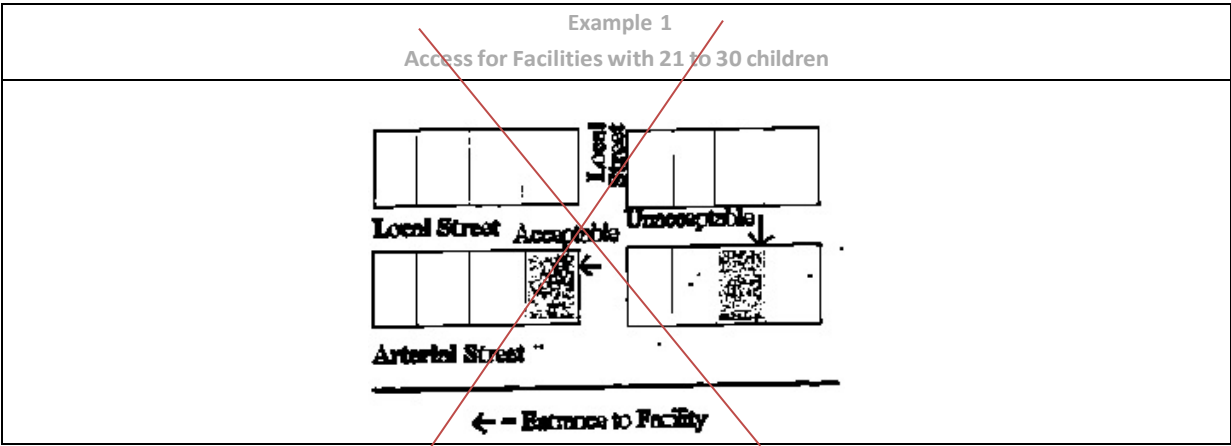 Example 1
Access for Facilities with 21 to 30 children
Local
Street
Local Street
Acceptable
Unacceptable
Arterial Street
← = Entrance to Facility